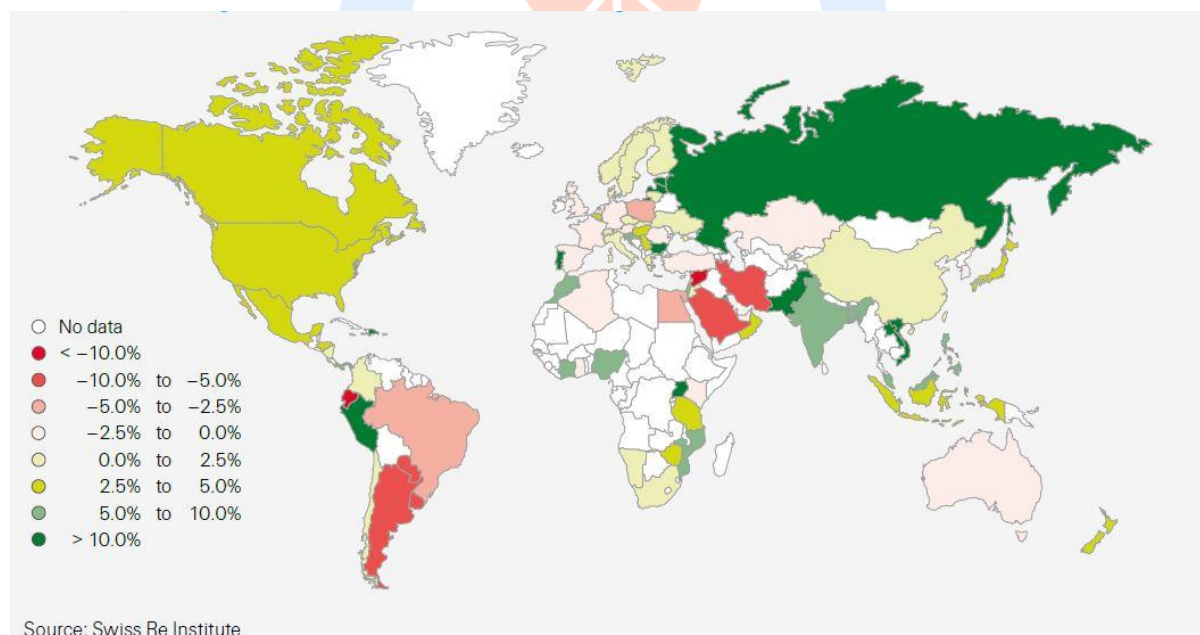 No data
< −10.0%
−10.0% to −5.0%
−5.0% to −2.5%
−2.5% to 0.0%
0.0% to 2.5%
2.5% to 5.0%
5.0% to 10.0%
> 10.0%
Source: Swiss Re Institute